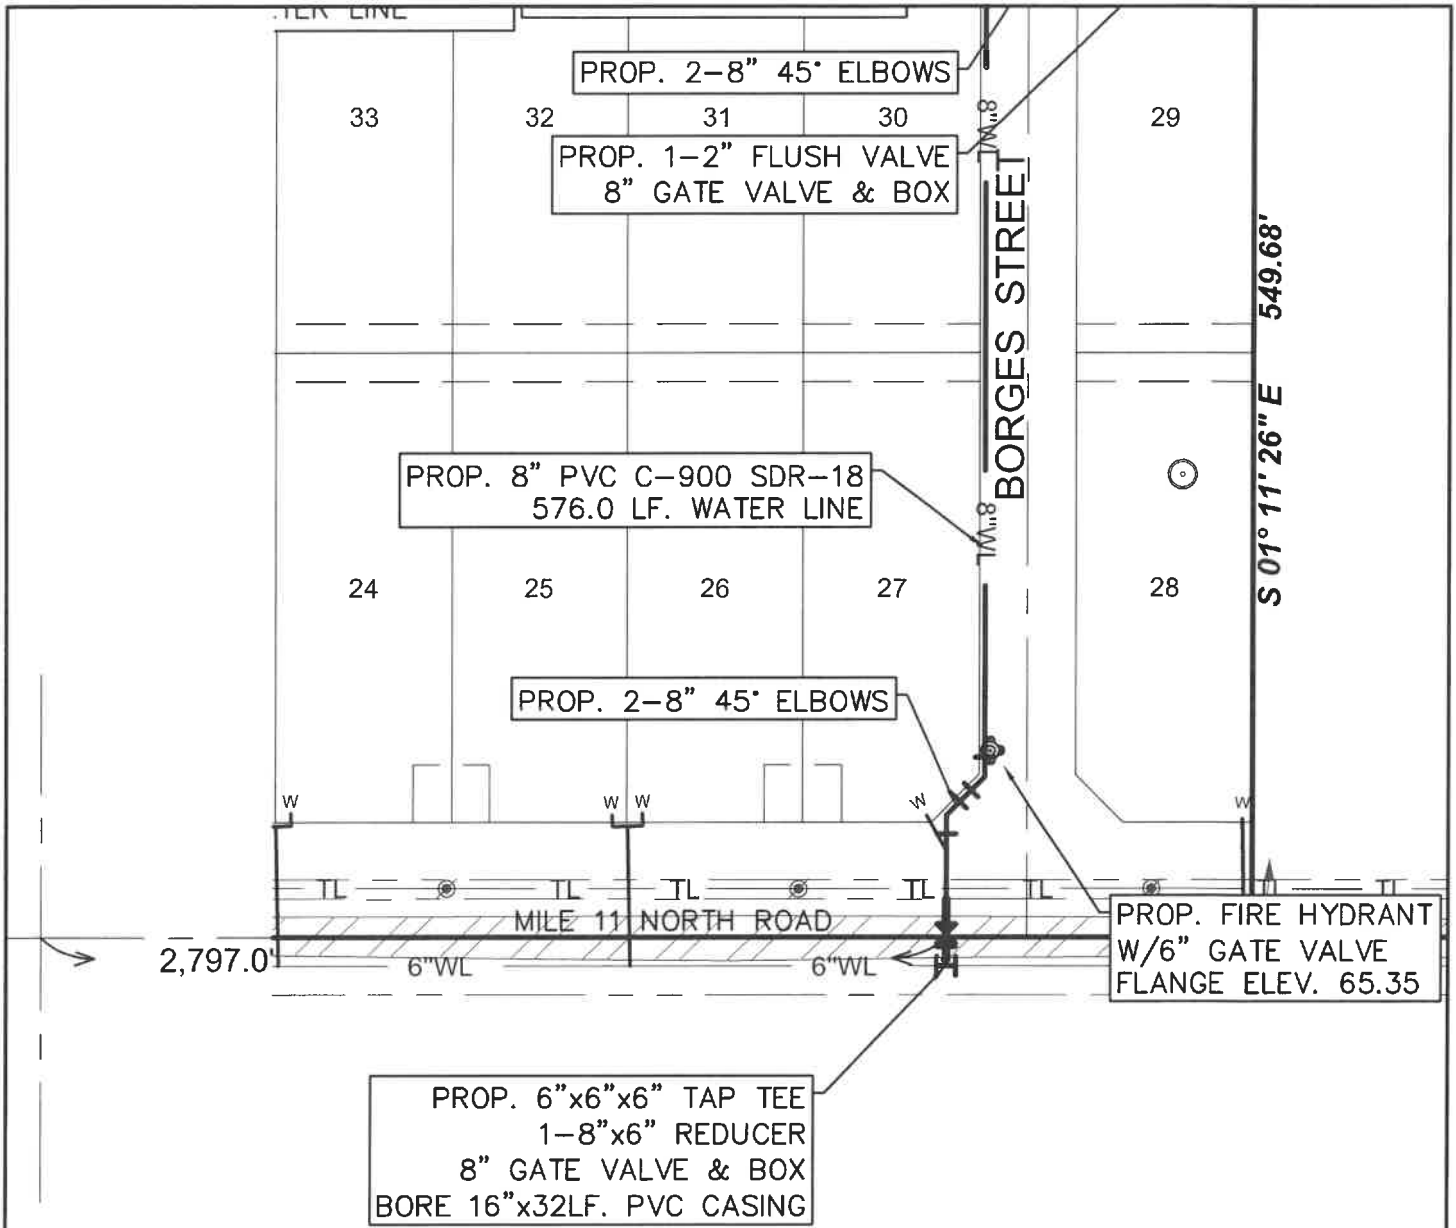 WATER LINE
PROP. 2-8" 45° ELBOWS
33
32
31
30
29
8"WL
PROP. 1-2" FLUSH VALVE
8" GATE VALVE & BOX
BORGES STREET
S 01° 11' 26" E 549.68'
PROP. 8" PVC C-900 SDR-18
576.0 LF. WATER LINE
8"WL
24
25
26
27
28
PROP. 2-8" 45° ELBOWS
W
W
W
W
W
TL
TL
TL
TL
TL
TL
MILE 11 NORTH ROAD
2,797.0'
6"WL
6"WL
PROP. FIRE HYDRANT
W/6" GATE VALVE
FLANGE ELEV. 65.35
PROP. 6"x6"x6" TAP TEE
1-8"x6" REDUCER
8" GATE VALVE & BOX
BORE 16"x32LF. PVC CASING